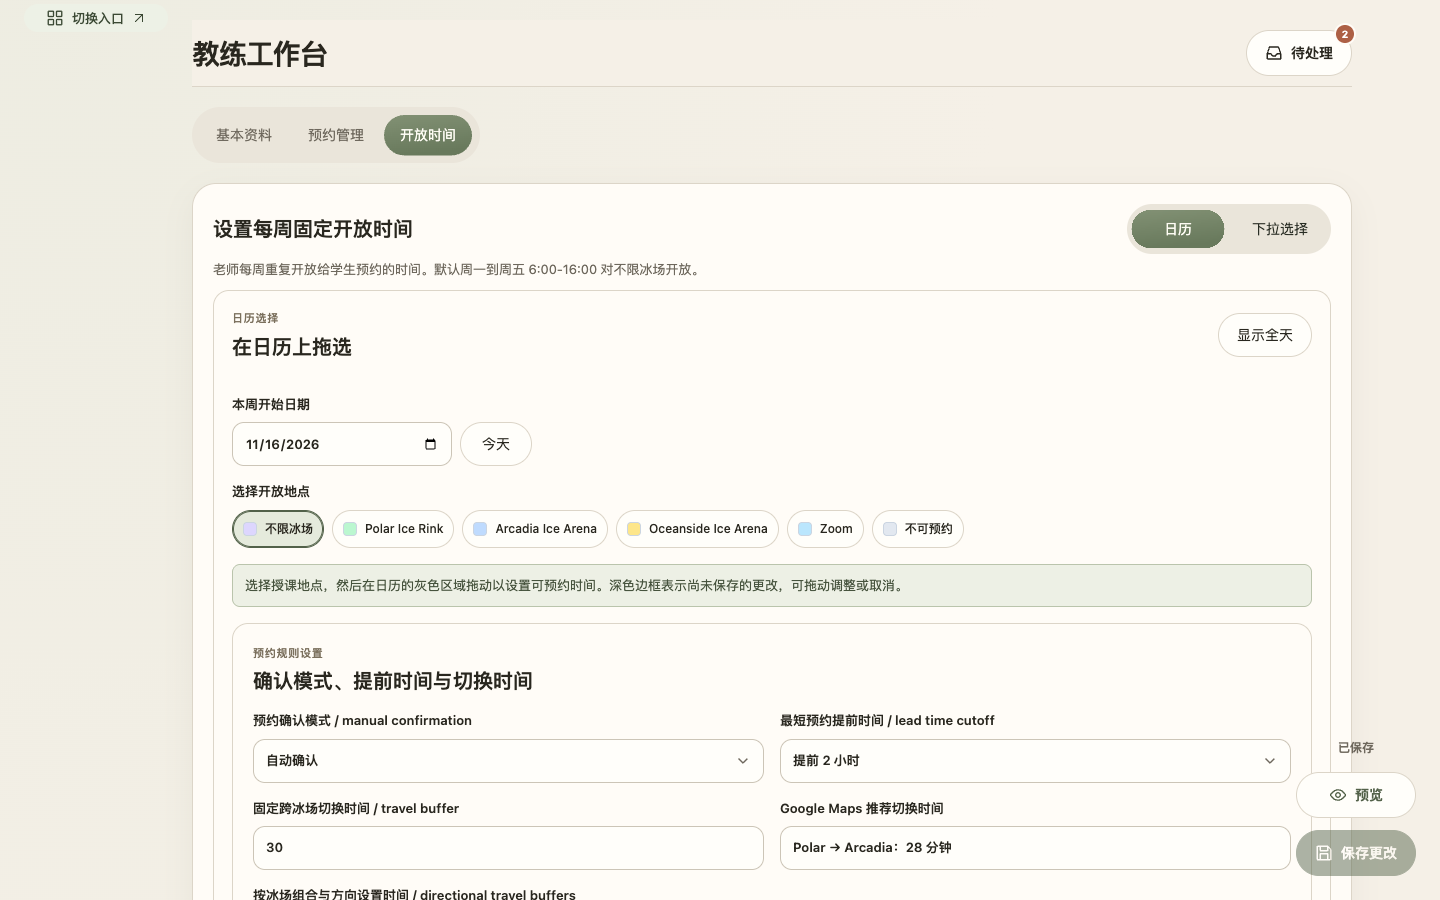 切换入口
教练工作台
待处理
2
基本资料
预约管理
开放时间
设置每周固定开放时间
日历
下拉选择
老师每周重复开放给学生预约的时间。默认周一到周五 6:00-16:00 对不限冰场开放。
日历选择
在日历上拖选
显示全天
本周开始日期
11/16/2026
今天
选择开放地点
不限冰场
Polar Ice Rink
Arcadia Ice Arena
Oceanside Ice Arena
Zoom
不可预约
选择授课地点，然后在日历的灰色区域拖动以设置可预约时间。深色边框表示尚未保存的更改，可拖动调整或取消。
预约规则设置
确认模式、提前时间与切换时间
预约确认模式 / manual confirmation
最短预约提前时间 / lead time cutoff
自动确认
提前 2 小时
已保存
预览
固定跨冰场切换时间 / travel buffer
Google Maps 推荐切换时间
30
Polar → Arcadia：28 分钟
保存更改
按冰场组合与方向设置时间 / directional travel buffers